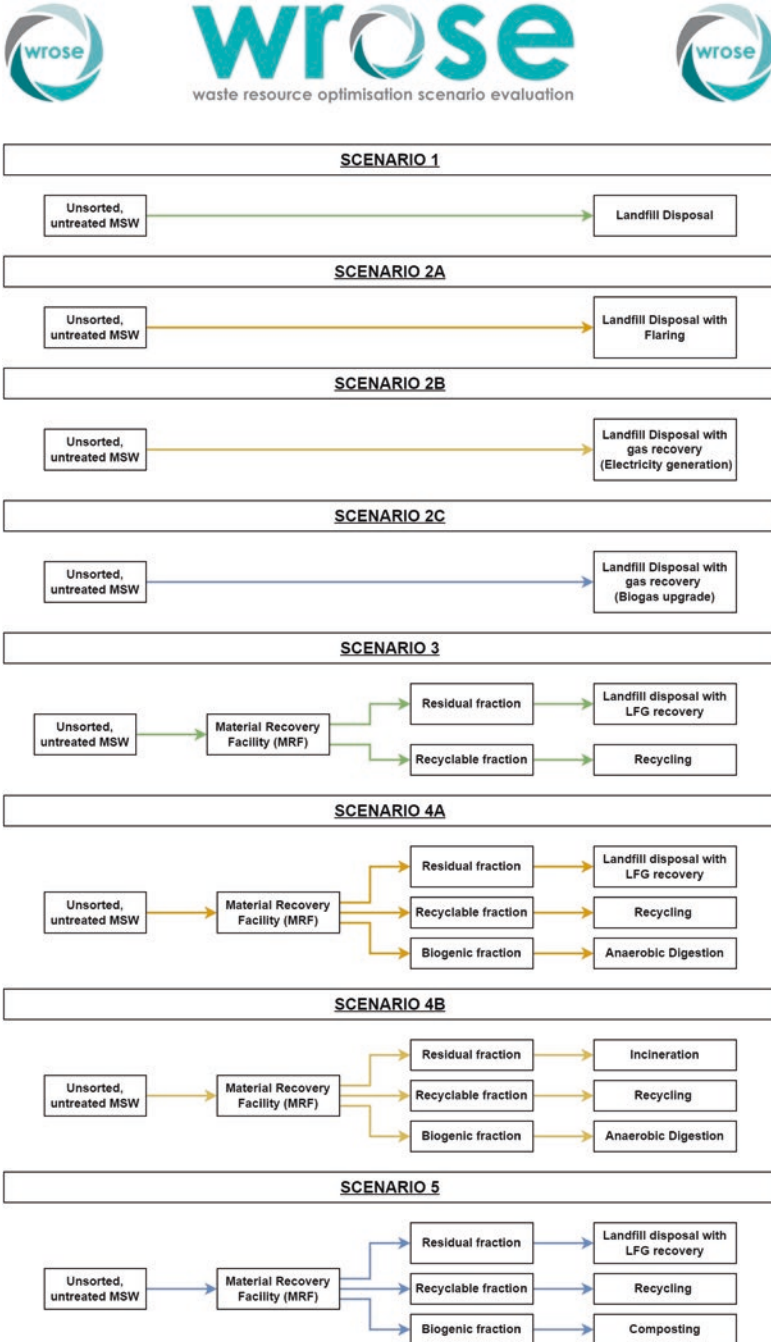 wrose
wrose
wrose
waste resource optimisation scenario evaluation
SCENARIO 1
Unsorted,
untreated MSW
Landfill Disposal
SCENARIO 2A
Unsorted,
untreated MSW
Landfill Disposal with
Flaring
SCENARIO 2B
Unsorted,
untreated MSW
Landfill Disposal with
gas recovery
(Electricity generation)
SCENARIO 2C
Unsorted,
untreated MSW
Landfill Disposal with
gas recovery
(Biogas upgrade)
SCENARIO 3
Unsorted,
untreated MSW
Material Recovery
Facility (MRF)
Residual fraction
Landfill disposal with
LFG recovery
Recyclable fraction
Recycling
SCENARIO 4A
Unsorted,
untreated MSW
Material Recovery
Facility (MRF)
Residual fraction
Landfill disposal with
LFG recovery
Recyclable fraction
Recycling
Biogenic fraction
Anaerobic Digestion
SCENARIO 4B
Unsorted,
untreated MSW
Material Recovery
Facility (MRF)
Residual fraction
Incineration
Recyclable fraction
Recycling
Biogenic fraction
Anaerobic Digestion
SCENARIO 5
Unsorted,
untreated MSW
Material Recovery
Facility (MRF)
Residual fraction
Landfill disposal with
LFG recovery
Recyclable fraction
Recycling
Biogenic fraction
Composting